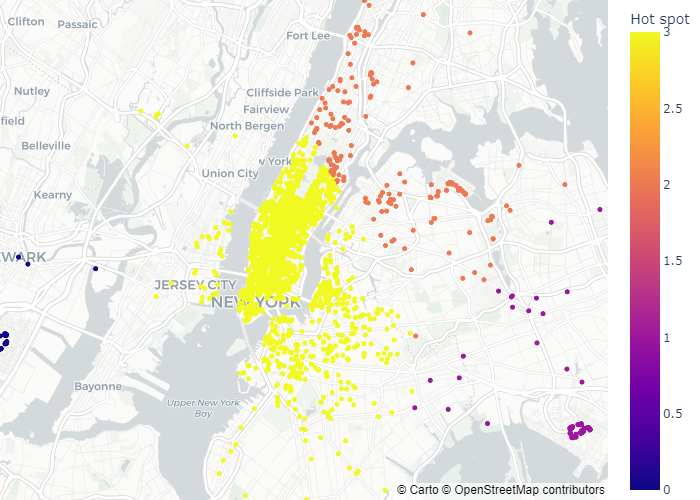 Hot spot
Clifton
Passaic
Fort Lee
Nutley
Cliffside Park
Fairview
field
North Bergen
Belleville
w York
Union City
Kearny
WARK
JERSEY CITY
NEW YORK
Bayonne
Upper New York
Bay
3
2.5
2
1.5
1
0.5
0
© Carto © OpenStreetMap contributors